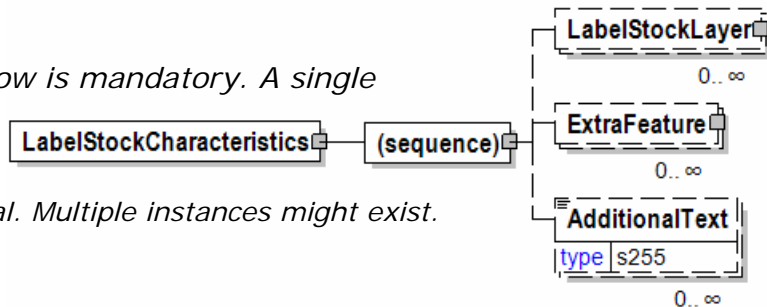 LabelStockLayer
0.. ∞
ow is mandatory. A single
ExtraFeature
LabelStockCharacteristics
(sequence)
0.. ∞
al. Multiple instances might exist.
AdditionalText
type s255
0.. ∞